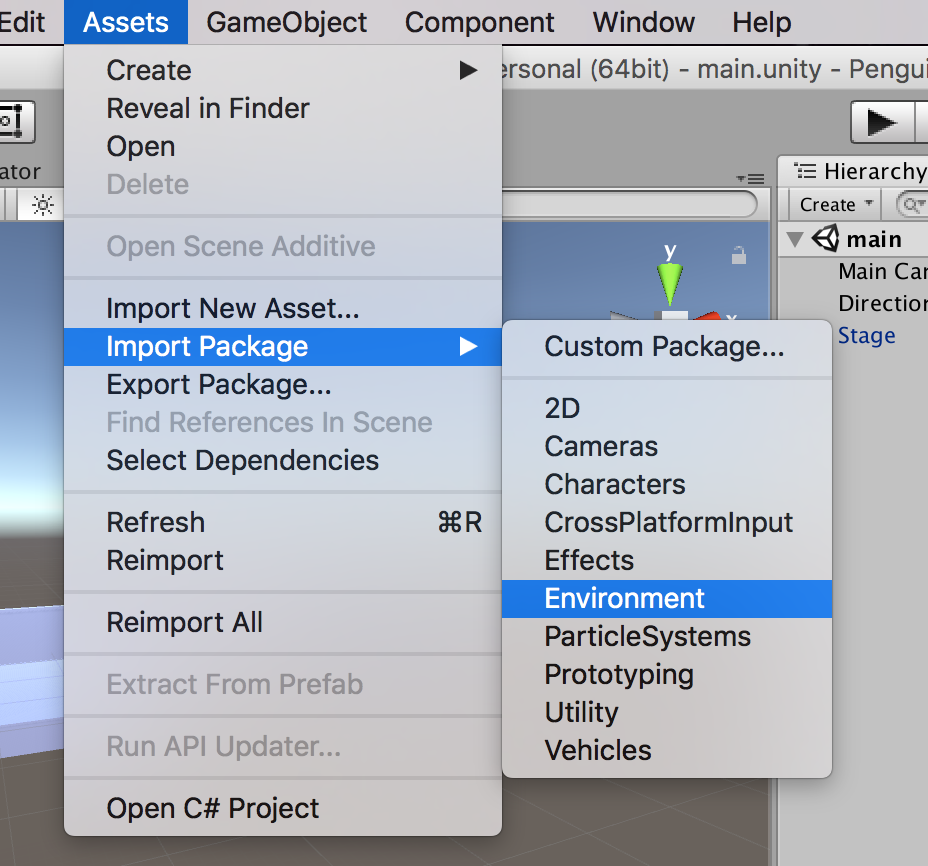 Edit Assets GameObject Component Window Help
ersonal (64bit) - main.unity - Pengui
Create
Reveal in Finder
Open
Delete
Open Scene Additive
Import New Asset...
Import Package
Export Package...
Find References In Scene
Select Dependencies
Refresh ⌘R
Reimport
Reimport All
Extract From Prefab
Run API Updater...
Open C# Project
Custom Package...
2D
Cameras
Characters
CrossPlatformInput
Effects
Environment
ParticleSystems
Prototyping
Utility
Vehicles
ator
y
x
Hierarchy
Create
main
Main Car
Direction
Stage